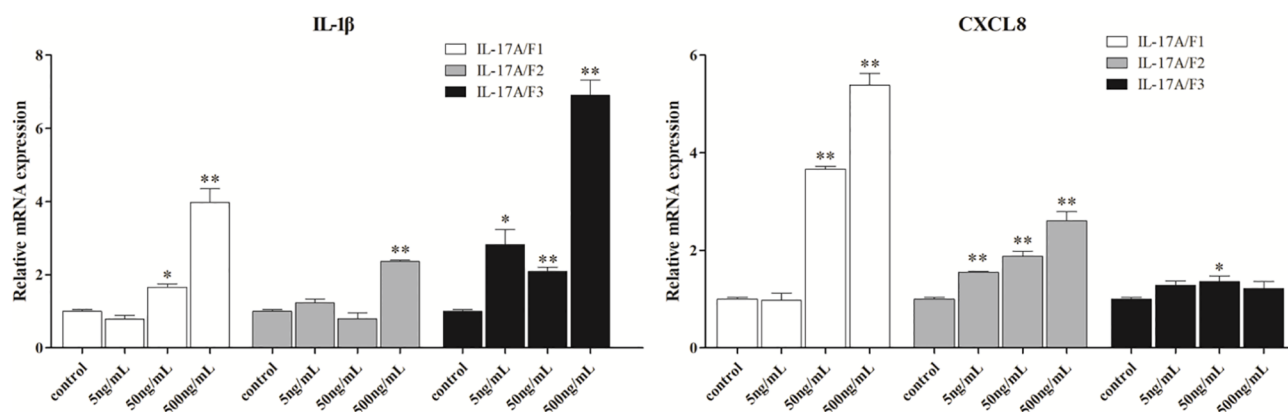 IL-1β
IL-17A/F1
IL-17A/F2
IL-17A/F3
Relative mRNA expression
8
6
4
2
0
*
**
**
*
**
**
control
5ng/mL
50ng/mL
500ng/mL
control
5ng/mL
50ng/mL
500ng/mL
control
5ng/mL
50ng/mL
500ng/mL
CXCL8
IL-17A/F1
IL-17A/F2
IL-17A/F3
Relative mRNA expression
6
4
2
0
**
**
**
**
**
*
control
5ng/mL
50ng/mL
500ng/mL
control
5ng/mL
50ng/mL
500ng/mL
control
5ng/mL
50ng/mL
500ng/mL